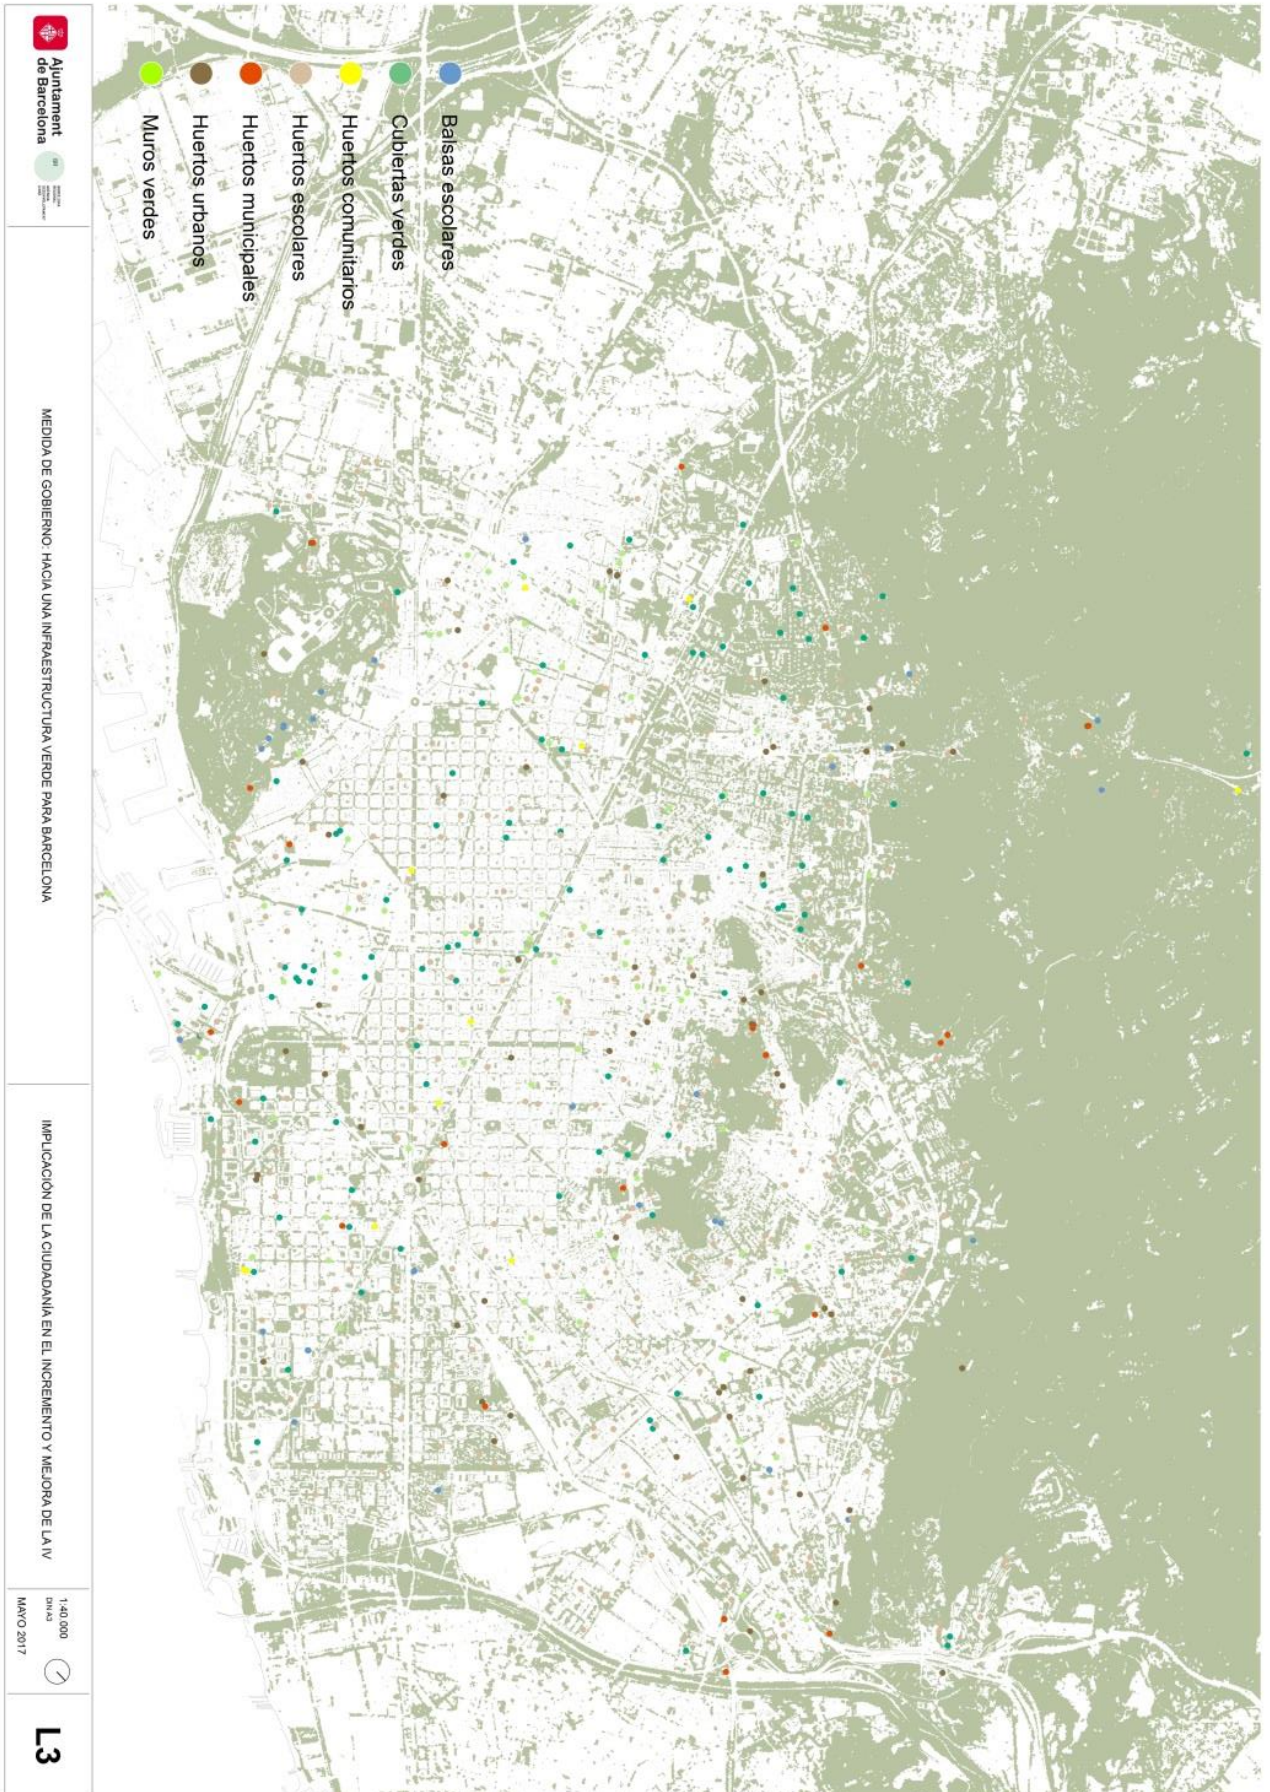 Balsas escolares
Cubiertas verdes
Huertos comunitarios
Huertos escolares
Huertos municipales
Huertos urbanos
Muros verdes
Ajuntament
de Barcelona
MEDIDA DE GOBIERNO: HACIA UNA INFRAESTRUCTURA VERDE PARA BARCELONA
IMPLICACIÓN DE LA CIUDADANÍA EN EL INCREMENTO Y MEJORA DE LA IV
1:40.000
DIN A3
MAYO 2017
L3